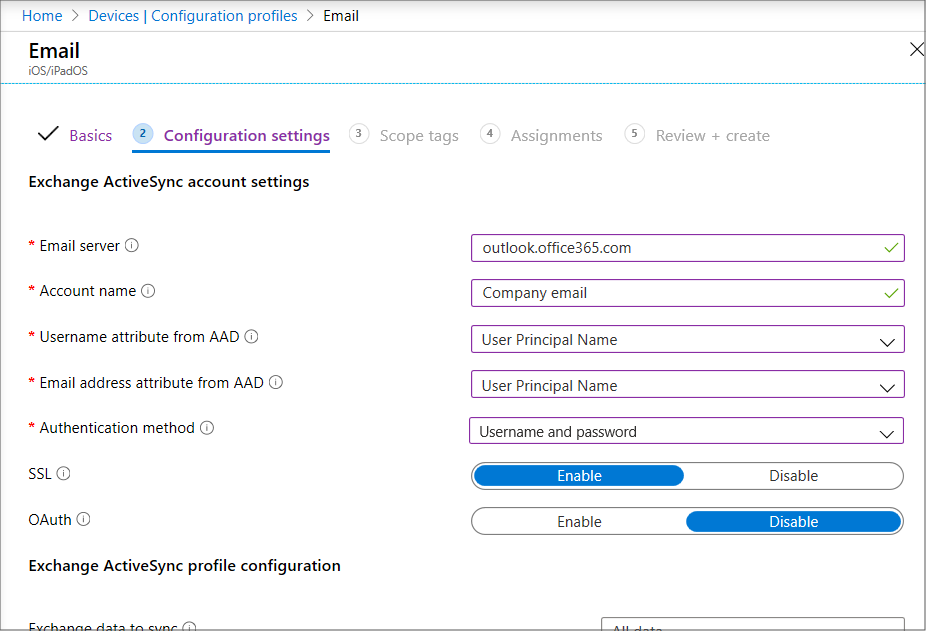 Home > Devices | Configuration profiles > Email
Email
iOS/iPadOS
Basics 2 Configuration settings 3 Scope tags 4 Assignments 5 Review + create
Exchange ActiveSync account settings
* Email server outlook.office365.com
* Account name Company email
* Username attribute from AAD User Principal Name
* Email address attribute from AAD User Principal Name
* Authentication method Username and password
SSL Enable Disable
OAuth Enable Disable
Exchange ActiveSync profile configuration
Exchange data to sync All data